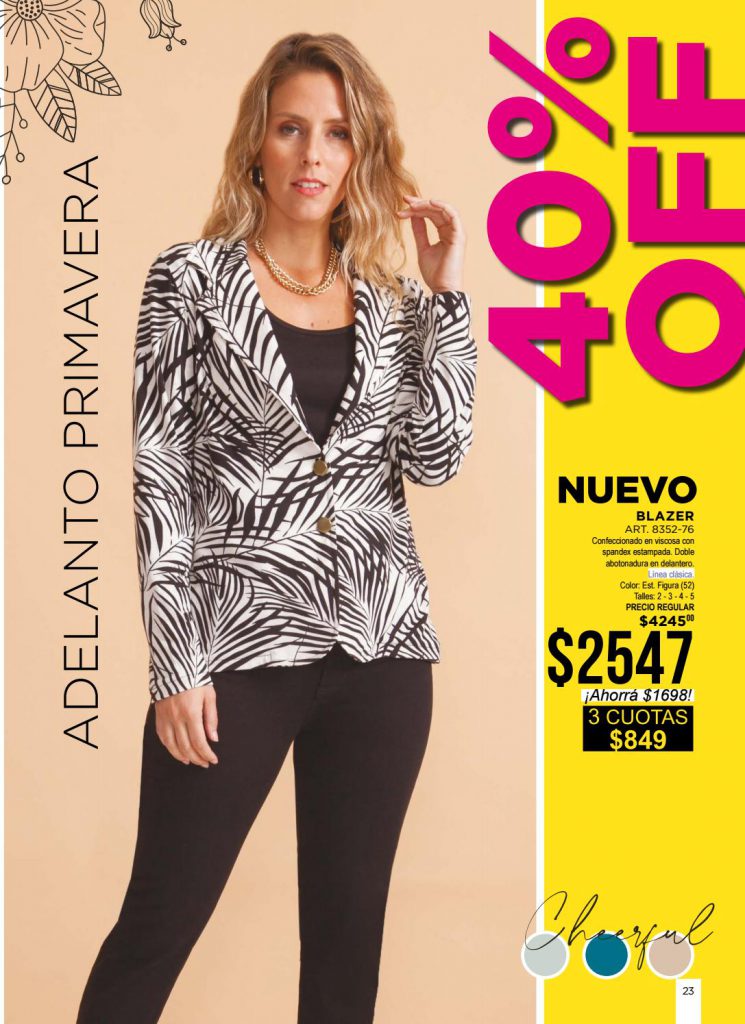 ADELANTO PRIMAVERA
40%
OFF
NUEVO
BLAZER
ART. 8352-76
Confeccionado en viscosa con
spandex estampada. Doble
abotonadura en delantero.
Línea clásica.
Color: Est. Figura (52)
Talles: 2 - 3 - 4 - 5
PRECIO REGULAR
$4245⁰⁰
$2547
¡Ahorrá $1698!
3 CUOTAS
$849
Cheerful
23